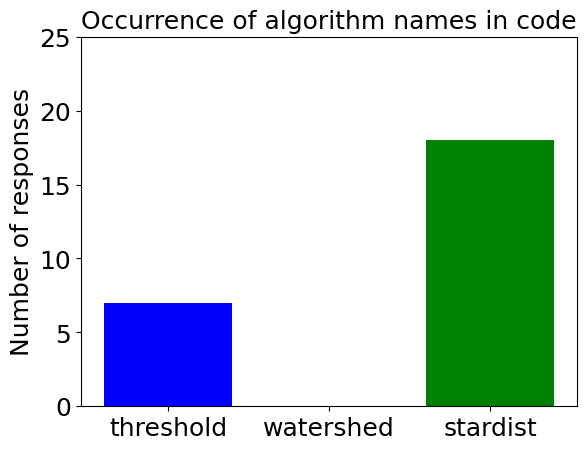 Occurrence of algorithm names in code
25
20
15
10
5
0
Number of responses
threshold watershed stardist